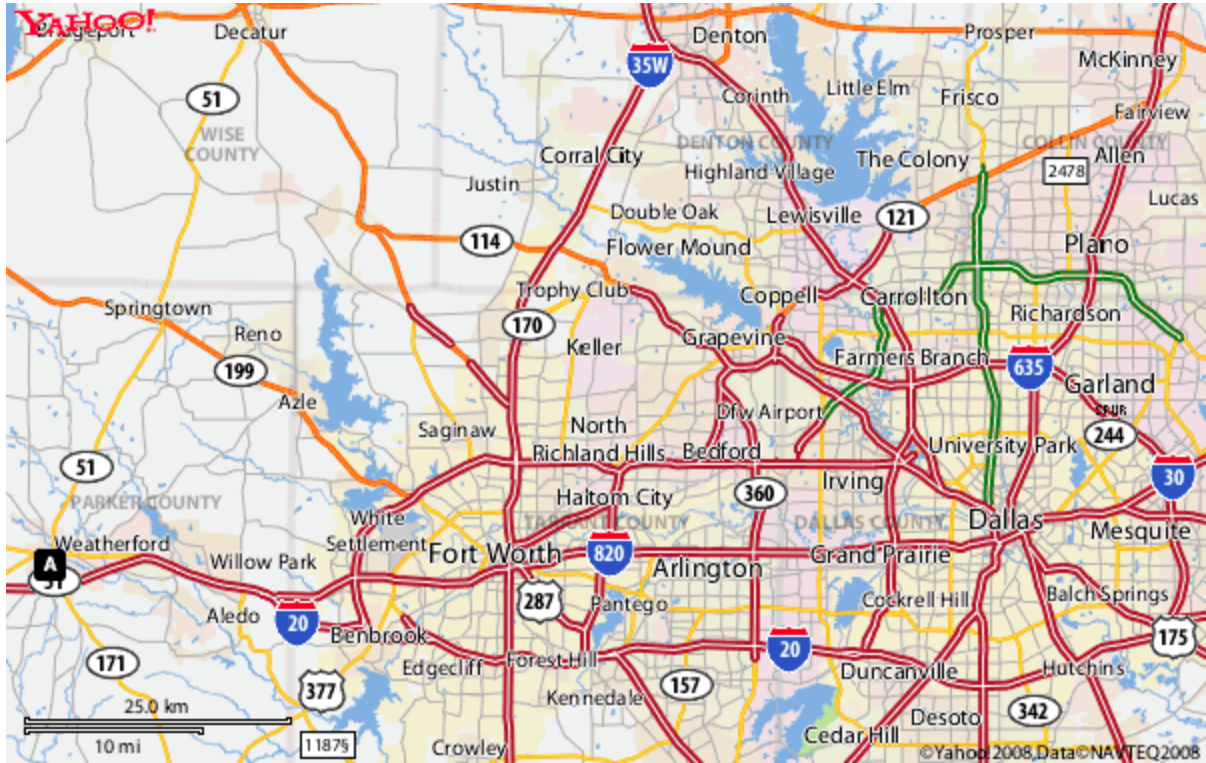 YAHOO!
Bridgeport
Decatur
Denton
Prosper
McKinney
35W
51
Corinth
Little Elm
Frisco
Fairview
WISE
COUNTY
DENTON COUNTY
COLLIN COUNTY
Corral City
The Colony
Allen
Justin
Highland Village
2478
Lucas
Double Oak
Lewisville
121
114
Flower Mound
Plano
Trophy Club
Coppell
Carrollton
Springtown
170
Richardson
Reno
Keller
Grapevine
Farmers Branch
199
635
Garland
Azle
Dfw Airport
SPUR
244
Saginaw
North
Richland Hills
Bedford
University Park
51
Irving
30
PARKER COUNTY
Haltom City
360
White
Settlement
TARRANT COUNTY
DALLAS COUNTY
Dallas
Mesquite
Weatherford
Fort Worth
820
Grand Prairie
A
51
Willow Park
Arlington
287
Pantego
Cockrell Hill
Balch Springs
Aledo
20
Benbrook
175
171
Edgecliff
Forest Hill
20
Duncanville
Hutchins
377
157
Kennedale
342
25.0 km
10 mi
1187§
Crowley
Desoto
Cedar Hill
©Yahoo! 2008,Data©NAVTEQ2008